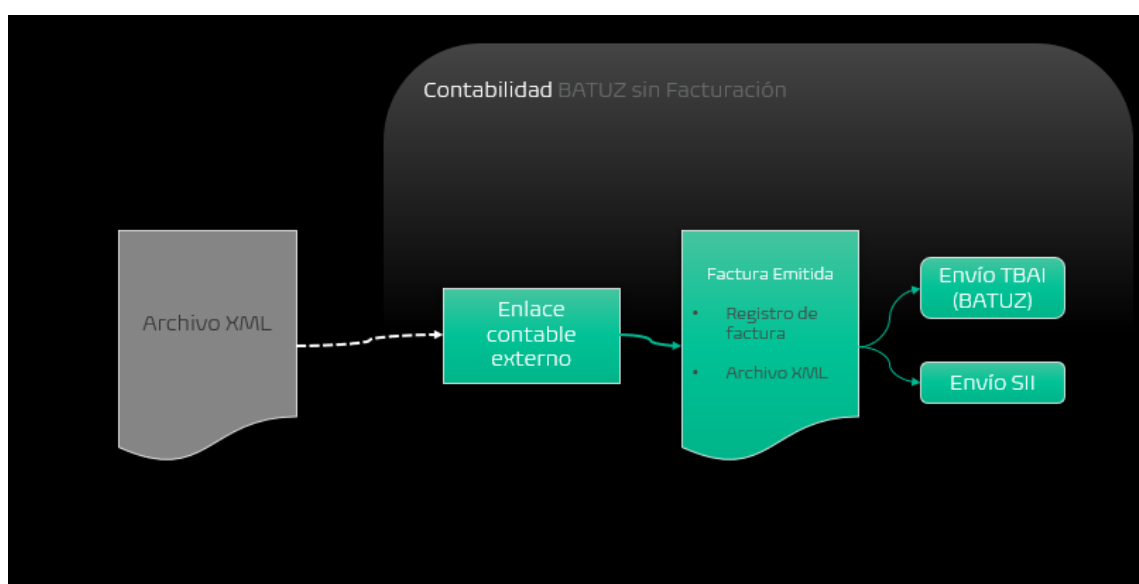 Contabilidad BATUZ sin Facturación
Archivo XML
Enlace
contable
externo
Factura Emitida
• Registro de
factura
• Archivo XML
Envío TBAI
(BATUZ)
Envío SII